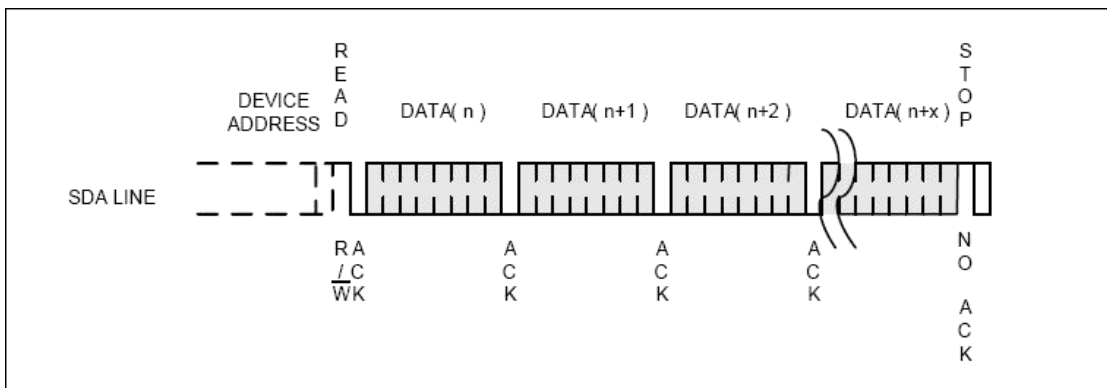 READ
STOP
DEVICE
ADDRESS
DATA( n )
DATA( n+1 )
DATA( n+2 )
DATA( n+x )
SDA LINE
R/W
ACK
ACK
ACK
ACK
NO ACK